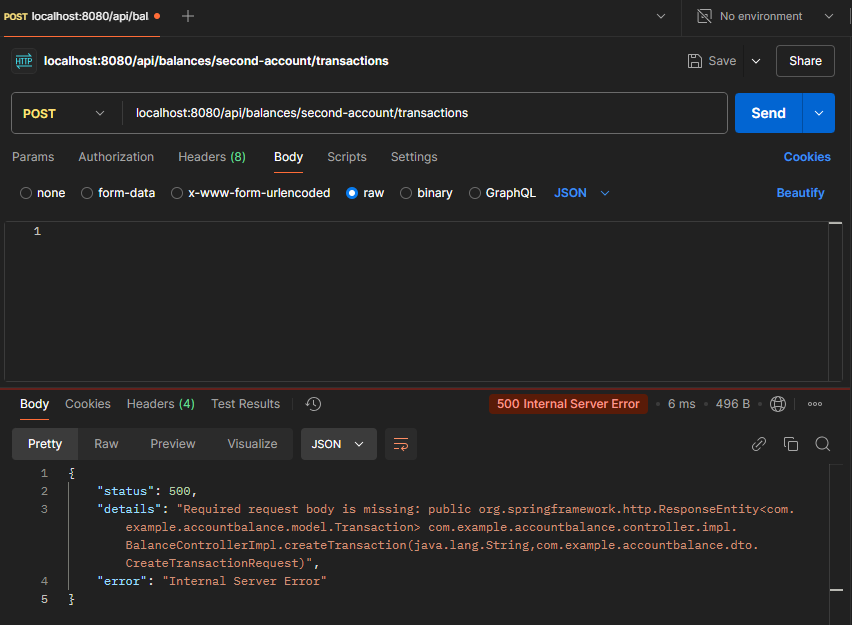 POST localhost:8080/api/bal
No environment
HTTP localhost:8080/api/balances/second-account/transactions
Save
Share
POST localhost:8080/api/balances/second-account/transactions
Send
Params Authorization Headers (8) Body Scripts Settings Cookies
none form-data x-www-form-urlencoded raw binary GraphQL JSON Beautify
1
Body Cookies Headers (4) Test Results 500 Internal Server Error 6 ms 496 B
Pretty Raw Preview Visualize JSON
1 {
2 "status": 500,
3 "details": "Required request body is missing: public org.springframework.http.ResponseEntity<com.
example.accountbalance.model.Transaction> com.example.accountbalance.controller.impl.
BalanceControllerImpl.createTransaction(java.lang.String,com.example.accountbalance.dto.
CreateTransactionRequest)",
4 "error": "Internal Server Error"
5 }